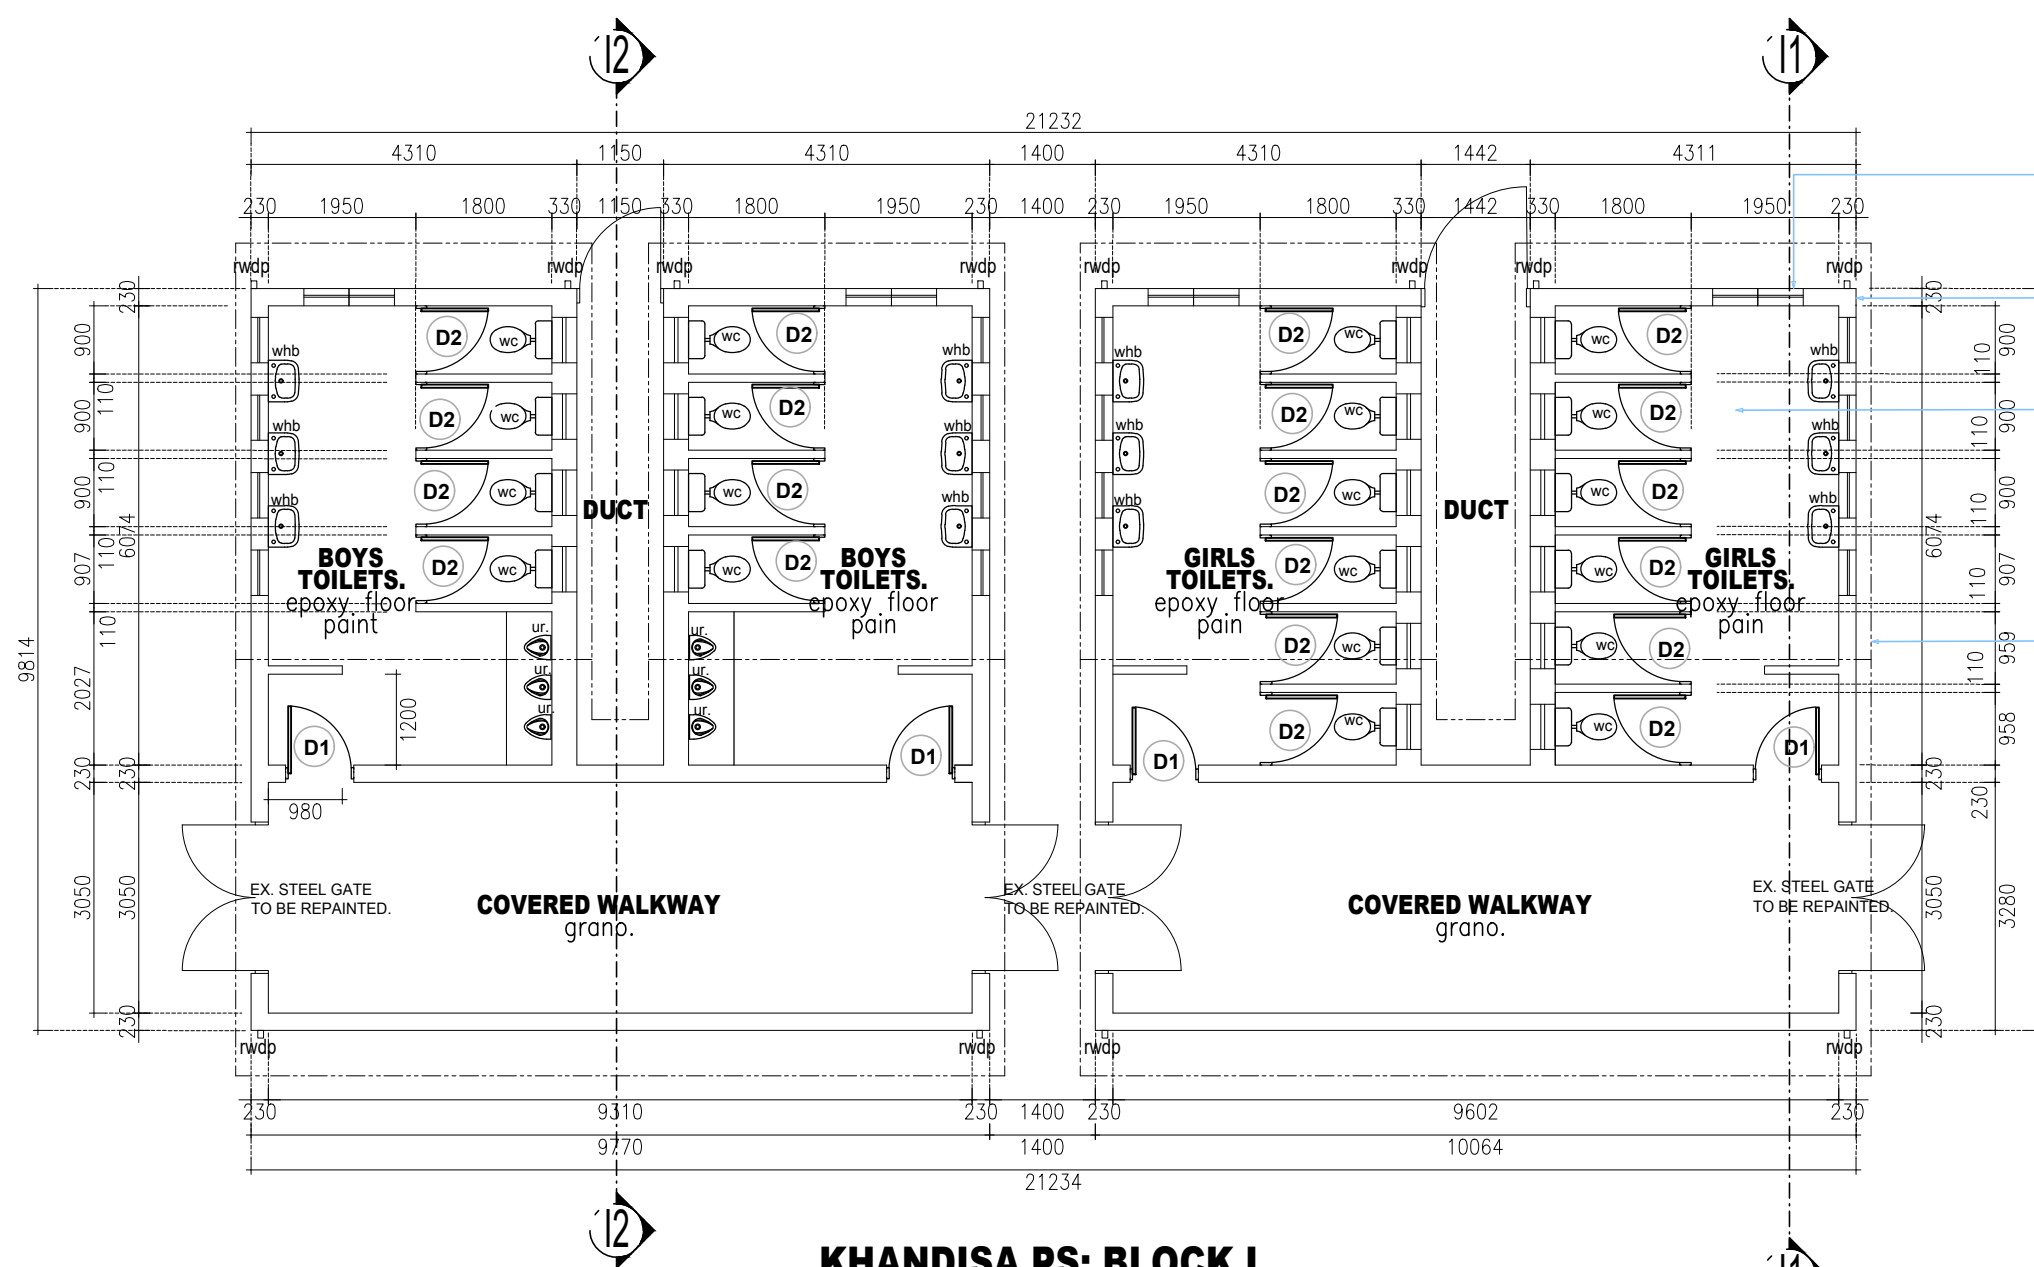 I2
I1
21232
4310 1150 4310 1400 4310 1442 4311
230 1950 1800 330 1150 330 1800 1950 230 1400 230 1950 1800 330 1442 330 1800 1950 230
rwdp rwdp rwdp rwdp rwdp rwdp rwdp rwdp
230 230
900 D2 wc wc D2 D2 wc wc D2 900
whb whb whb whb
110 110
900 D2 wc wc D2 D2 wc wc D2 900
whb whb whb whb
110 110
900 D2 wc wc D2 D2 wc wc D2 900
whb whb whb whb
DUCT DUCT
110 6074 110 6074
907 D2 wc wc D2 D2 wc wc D2 907
BOYS TOILETS.
epoxy floor
paint
BOYS TOILETS.
epoxy floor
pain
GIRLS TOILETS.
epoxy floor
pain
GIRLS TOILETS.
epoxy floor
pain
110 110
ur. ur.
D2 wc wc D2 959
ur. ur.
9814 2027 1200 110
ur. ur.
D2 wc wc D2 958
D1 D1 D1 D1
230 230 230 230
980
3050 3050 3050 3280
EX. STEEL GATE
TO BE REPAINTED.
EX. STEEL GATE
TO BE REPAINTED.
EX. STEEL GATE
TO BE REPAINTED.
COVERED WALKWAY
grano.
COVERED WALKWAY
grano.
230 230
rwdp rwdp rwdp rwdp
230 9310 230 1400 230 9602 230
9770 1400 10064
21234
I2
I1
KHANDISA PS: BLOCK I